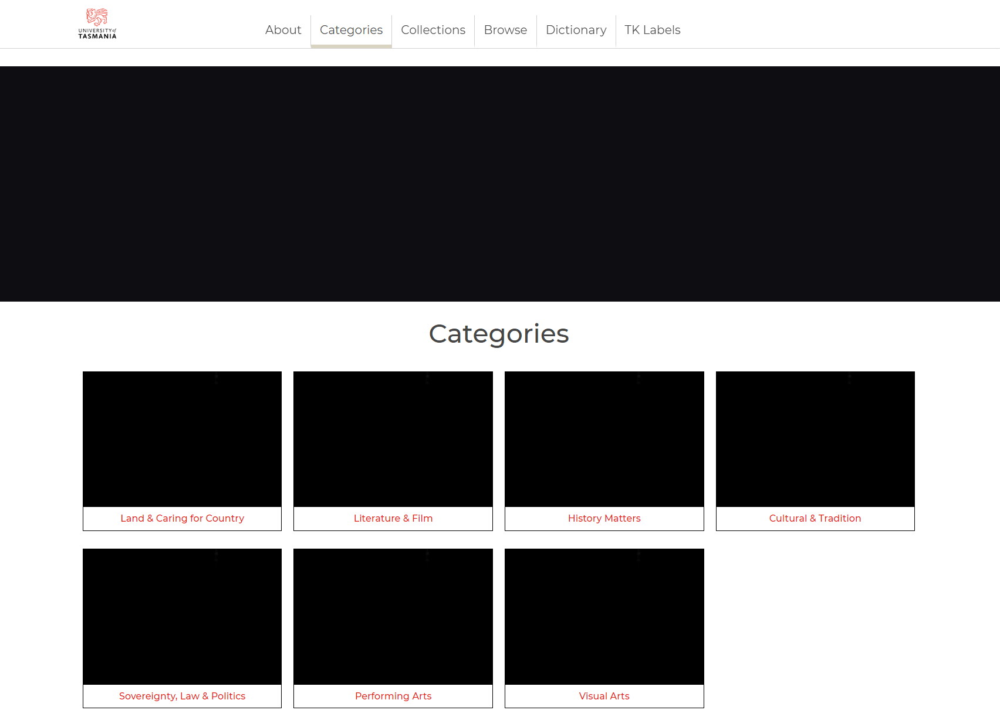 UNIVERSITY of
TASMANIA
About
Categories
Collections
Browse
Dictionary
TK Labels
Categories
Land & Caring for Country
Literature & Film
History Matters
Cultural & Tradition
Sovereignty, Law & Politics
Performing Arts
Visual Arts